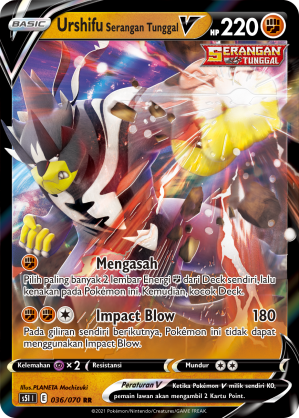 BASIC Urshifu Serangan Tunggal V HP 220
SERANGAN
TUNGGAL
Mengasah
Pilih paling banyak 2 lembar Energi dari Deck sendiri, lalu
kenakan pada Pokémon ini. Kemudian, kocok Deck.
Impact Blow 180
Pada giliran sendiri berikutnya, Pokémon ini tidak dapat
menggunakan Impact Blow.
Kelemahan ×2 Resistansi Mundur
Illus. PLANETA Mochizuki
Peraturan V Ketika Pokémon V milik sendiri KO,
pemain lawan akan mengambil 2 Kartu Point.
s5I I E 036/070 RR
©2021 Pokémon/Nintendo/Creatures/GAME FREAK.